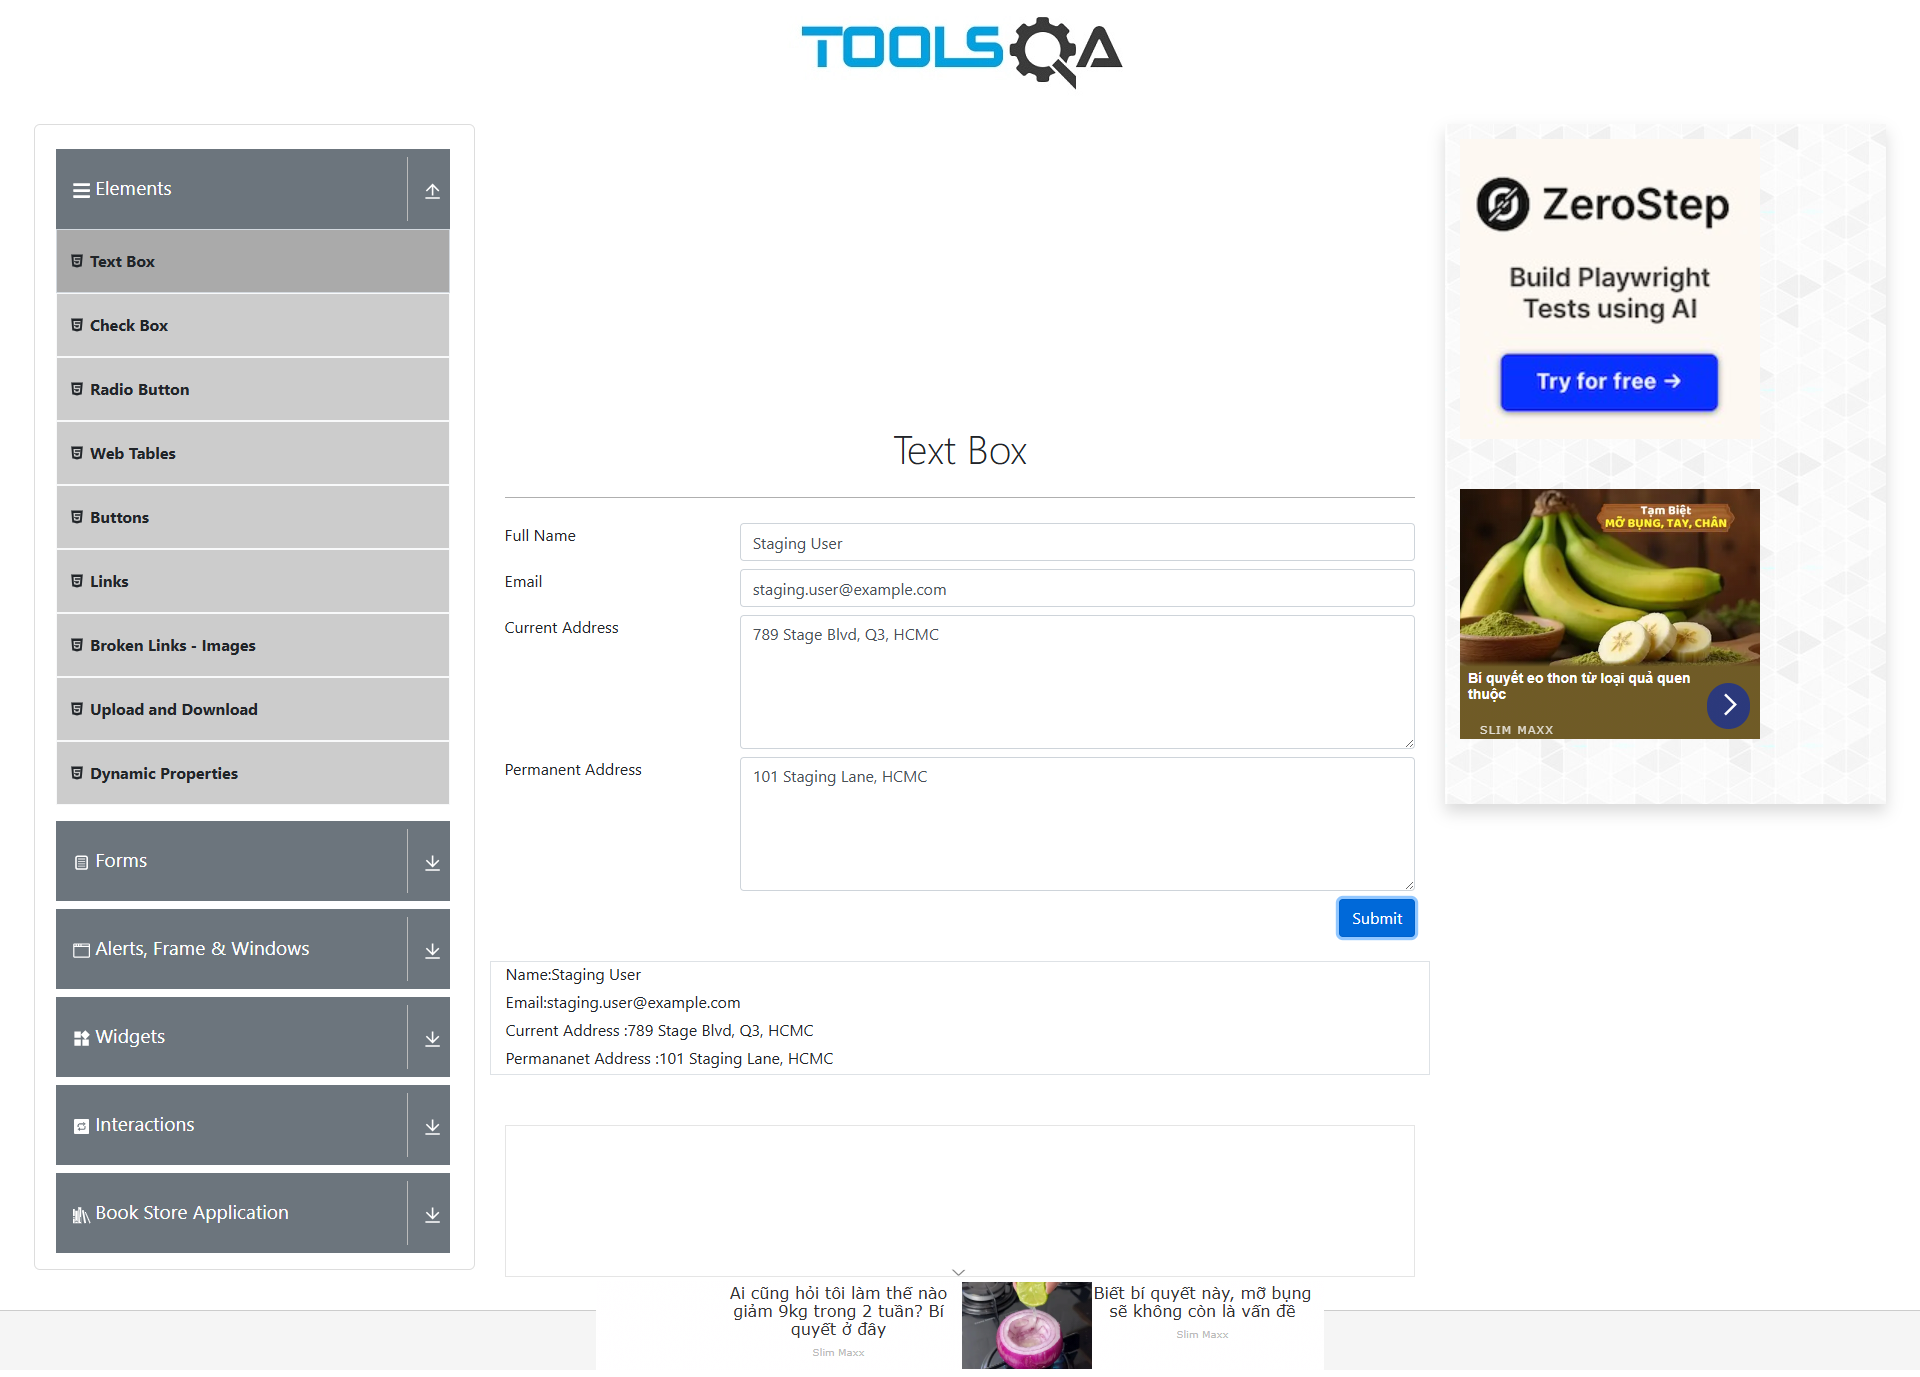 TOOLSQA
Elements
Text Box
Check Box
Radio Button
Web Tables
Buttons
Links
Broken Links - Images
Upload and Download
Dynamic Properties
Forms
Alerts, Frame & Windows
Widgets
Interactions
Book Store Application
Text Box
Full Name
Staging User
Email
staging.user@example.com
Current Address
789 Stage Blvd, Q3, HCMC
Permanent Address
101 Staging Lane, HCMC
Submit
Name:Staging User
Email:staging.user@example.com
Current Address :789 Stage Blvd, Q3, HCMC
Permananet Address :101 Staging Lane, HCMC
ZeroStep
Build Playwright
Tests using AI
Try for free →
Tạm Biệt
MỠ BỤNG, TAY, CHÂN
Bí quyết eo thon từ loại quả quen
thuộc
SLIM MAXX
Ai cũng hỏi tôi làm thế nào
giảm 9kg trong 2 tuần? Bí
quyết ở đây
Slim Maxx
Biết bí quyết này, mỡ bụng
sẽ không còn là vấn đề
Slim Maxx